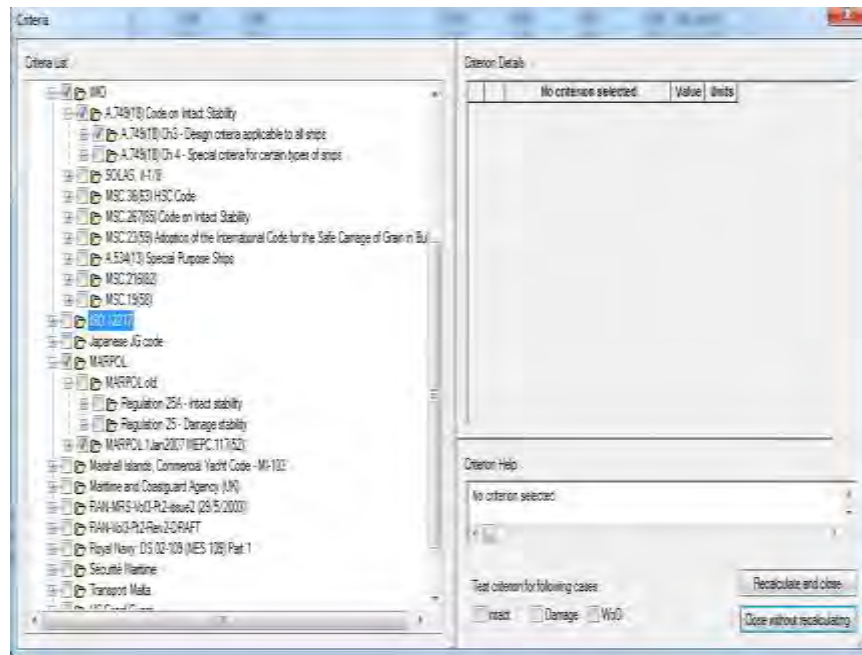 Criteria
Criteria List
IMO
A.749(18) Code on Intact Stability
A.749(18) Ch3 - Design criteria applicable to all ships
A.749(18) Ch 4 - Special criteria for certain types of ships
SOLAS, II-1/8
MSC.36(63) HSC Code
MSC.267(85) Code on Intact Stability
MSC.23(59) Adoption of the International Code for the Safe Carriage of Grain in Bul
A.534(13) Special Purpose Ships
MSC.216(82)
MSC.19(58)
ISO 12217
Japanese JG code
MARPOL
MARPOL old
Regulation 25A - Intact stability
Regulation 25 - Damage stability
MARPOL 1Jan2007 MEPC.117(52)
Marshall Islands, Commercial Yacht Code - MI-103
Maritime and Coastguard Agency (UK)
RAN-MRS-Vol3-Pt2-issue2 (29/5/2003)
RAN-Vol3-Pt2-Rev2-DRAFT
Royal Navy: DS 02-109 (NES 109) Part 1
Sécurité Maritime
Transport Malta
US Coast Guard
Criterion Details
No criterion selected Value Units
Criterion Help
No criterion selected
Test criterion for following cases
Intact Damage WoD
Recalculate and close
Close without recalculating